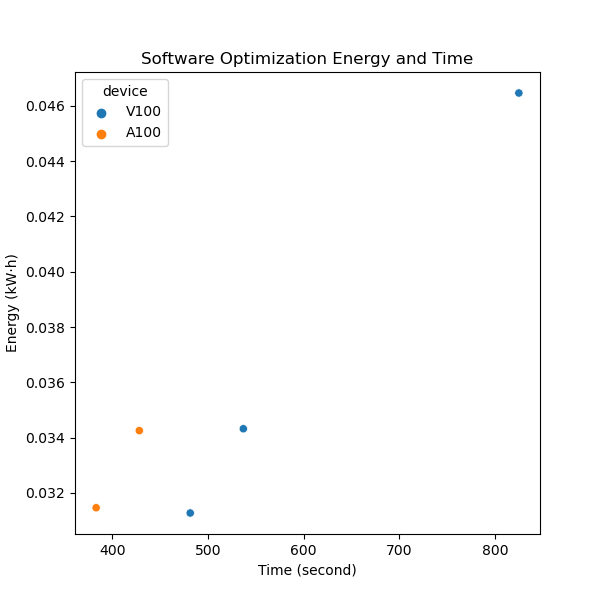 Software Optimization Energy and Time
device
V100
A100
0.046
0.044
0.042
0.040
0.038
0.036
0.034
0.032
Energy (kW·h)
400 500 600 700 800
Time (second)